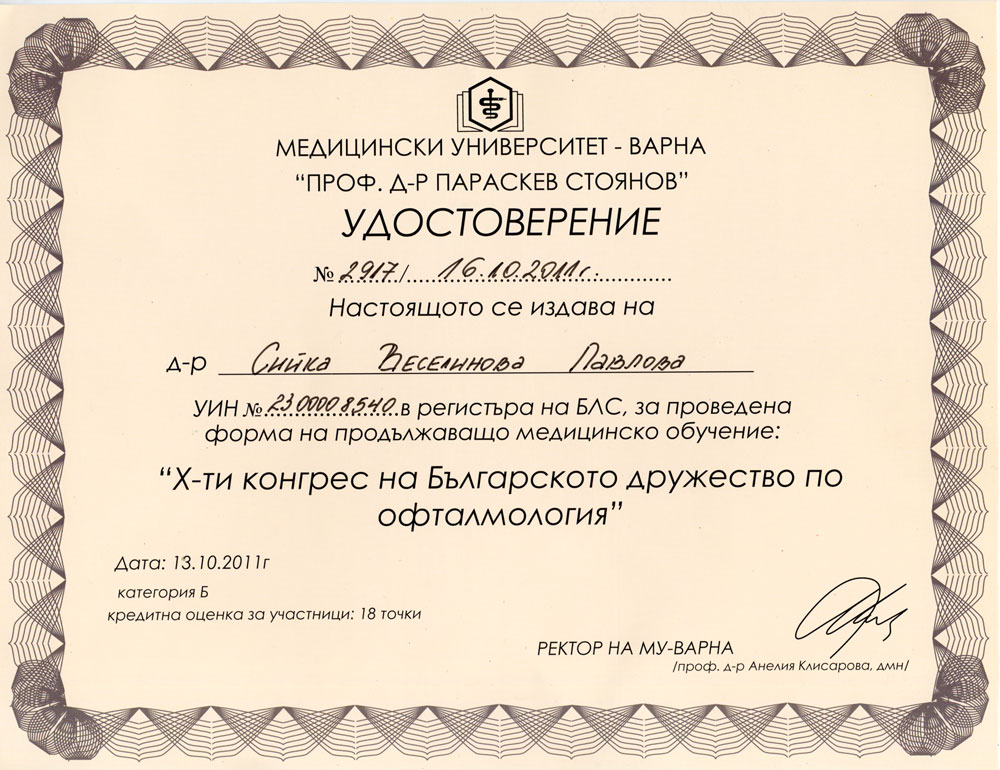 МЕДИЦИНСКИ УНИВЕРСИТЕТ - ВАРНА
“ПРОФ. Д-Р ПАРАСКЕВ СТОЯНОВ”
УДОСТОВЕРЕНИЕ
№ 2917/ 16.10.2011г.
Настоящото се издава на
д-р Сийка Веселинова Павлова
УИН № 2300008540 в регистъра на БЛС, за проведена
форма на продължаващо медицинско обучение:
“X-ти конгрес на Българското дружество по
офталмология”
Дата: 13.10.2011г
категория Б
кредитна оценка за участници: 18 точки
РЕКТОР НА МУ-ВАРНА
/проф. д-р Анелия Клисарова, дмн/